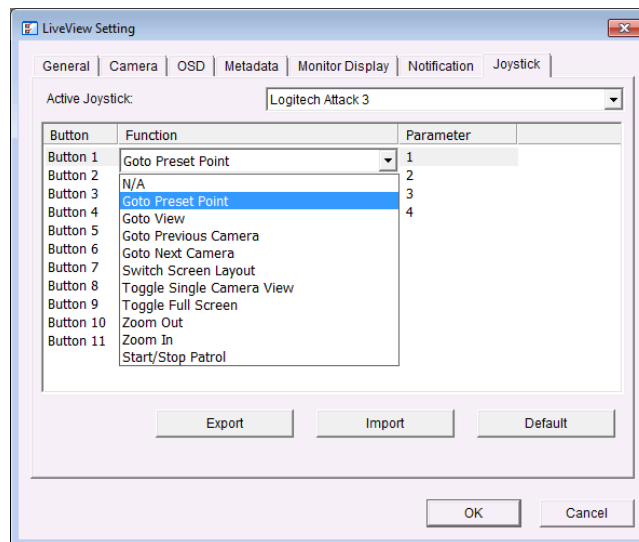 LiveView Setting
General Camera OSD Metadata Monitor Display Notification Joystick
Active Joystick: Logitech Attack 3
Button Function Parameter
Button 1 Goto Preset Point 1
Button 2 N/A 2
Button 3 Goto Preset Point 3
Button 4 Goto View 4
Button 5 Goto Previous Camera
Button 6 Goto Next Camera
Button 7 Switch Screen Layout
Button 8 Toggle Single Camera View
Button 9 Toggle Full Screen
Button 10 Zoom Out
Button 11 Zoom In
Start/Stop Patrol
Export Import Default
OK Cancel